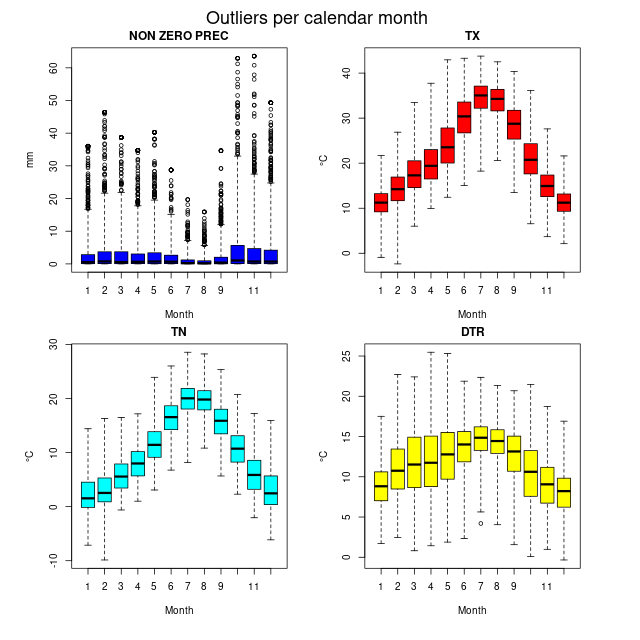 Outliers per calendar month
NON ZERO PREC
mm
0 10 20 30 40 50 60
1 2 3 4 5 6 7 8 9 11
Month
TX
°C
0 10 20 30 40
1 2 3 4 5 6 7 8 9 11
Month
TN
°C
-10 0 10 20 30
1 2 3 4 5 6 7 8 9 11
Month
DTR
°C
0 5 10 15 20 25
1 2 3 4 5 6 7 8 9 11
Month